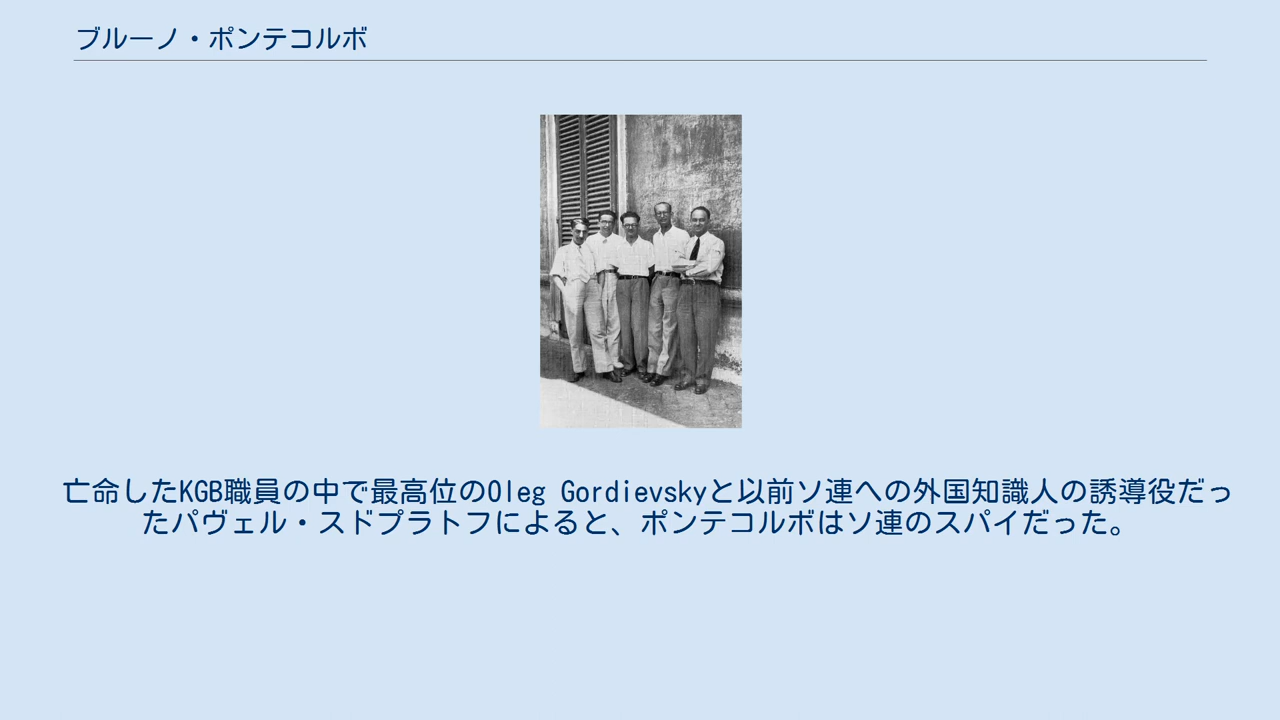 ブルーノ・ポンテコルボ
亡命したKGB職員の中で最高位のOleg Gordievskyと以前ソ連への外国知識人の誘導役だっ
たパヴェル・スドプラトフによると、ポンテコルボはソ連のスパイだった。